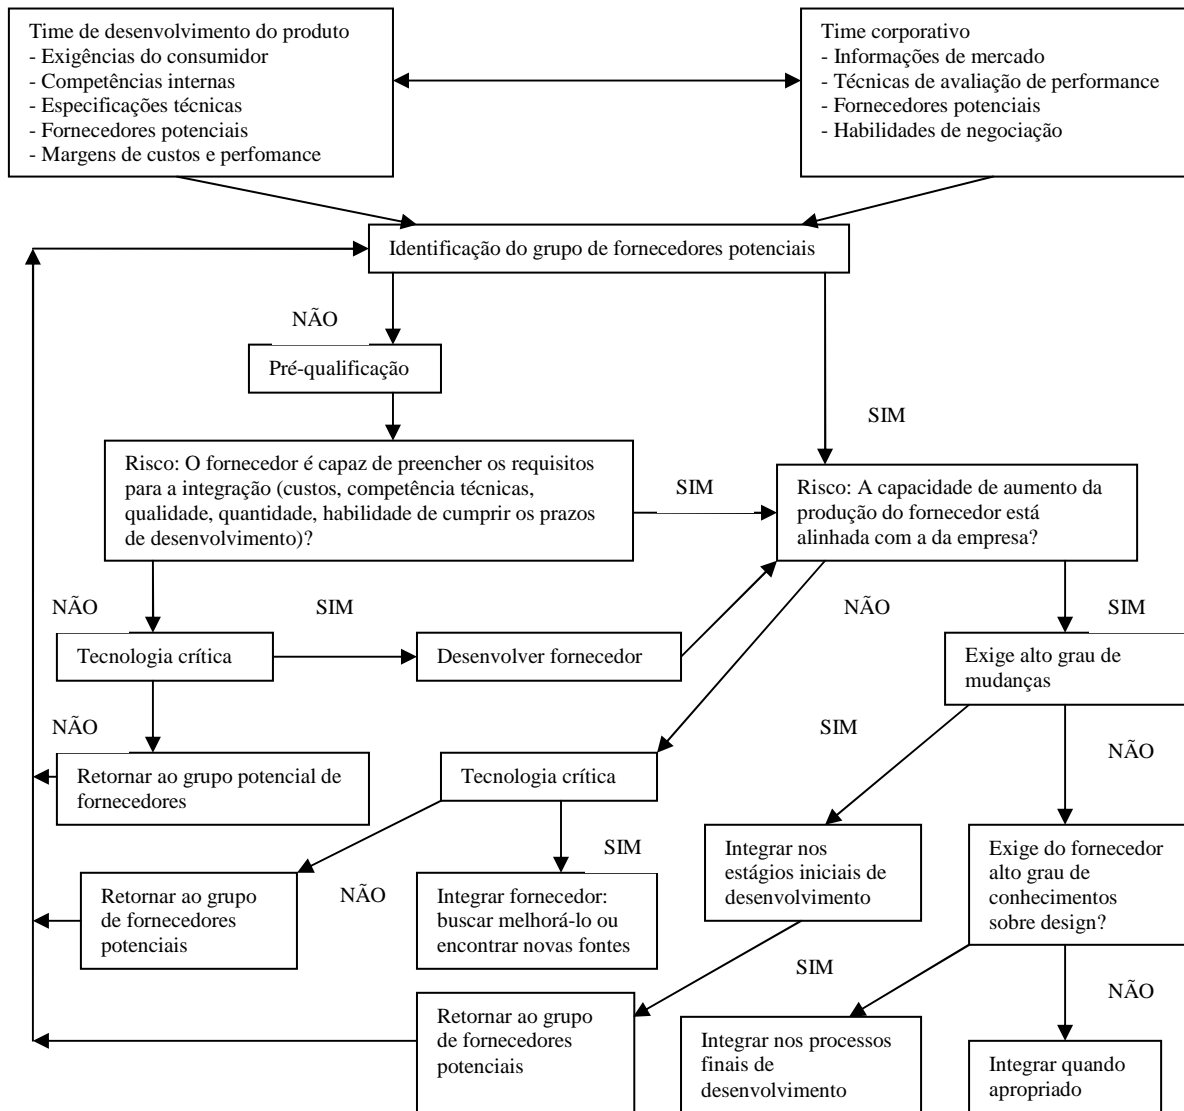 Time de desenvolvimento do produto
- Exigências do consumidor
- Competências internas
- Especificações técnicas
- Fornecedores potenciais
- Margens de custos e perfomance
Time corporativo
- Informações de mercado
- Técnicas de avaliação de performance
- Fornecedores potenciais
- Habilidades de negociação
Identificação do grupo de fornecedores potenciais
NÃO
Pré-qualificação
SIM
Risco: O fornecedor é capaz de preencher os requisitos
para a integração (custos, competência técnicas,
qualidade, quantidade, habilidade de cumprir os prazos
de desenvolvimento)?
SIM
Risco: A capacidade de aumento da
produção do fornecedor está
alinhada com a da empresa?
NÃO
SIM
NÃO
SIM
Tecnologia crítica
Desenvolver fornecedor
Exige alto grau de
mudanças
NÃO
SIM
NÃO
Retornar ao grupo potencial de
fornecedores
Tecnologia crítica
SIM
NÃO
Integrar nos
estágios iniciais de
desenvolvimento
Exige do fornecedor
alto grau de
conhecimentos
sobre design?
Retornar ao grupo
de fornecedores
potenciais
Integrar fornecedor:
buscar melhorá-lo ou
encontrar novas fontes
SIM
NÃO
Retornar ao grupo
de fornecedores
potenciais
Integrar nos processos
finais de
desenvolvimento
Integrar quando
apropriado